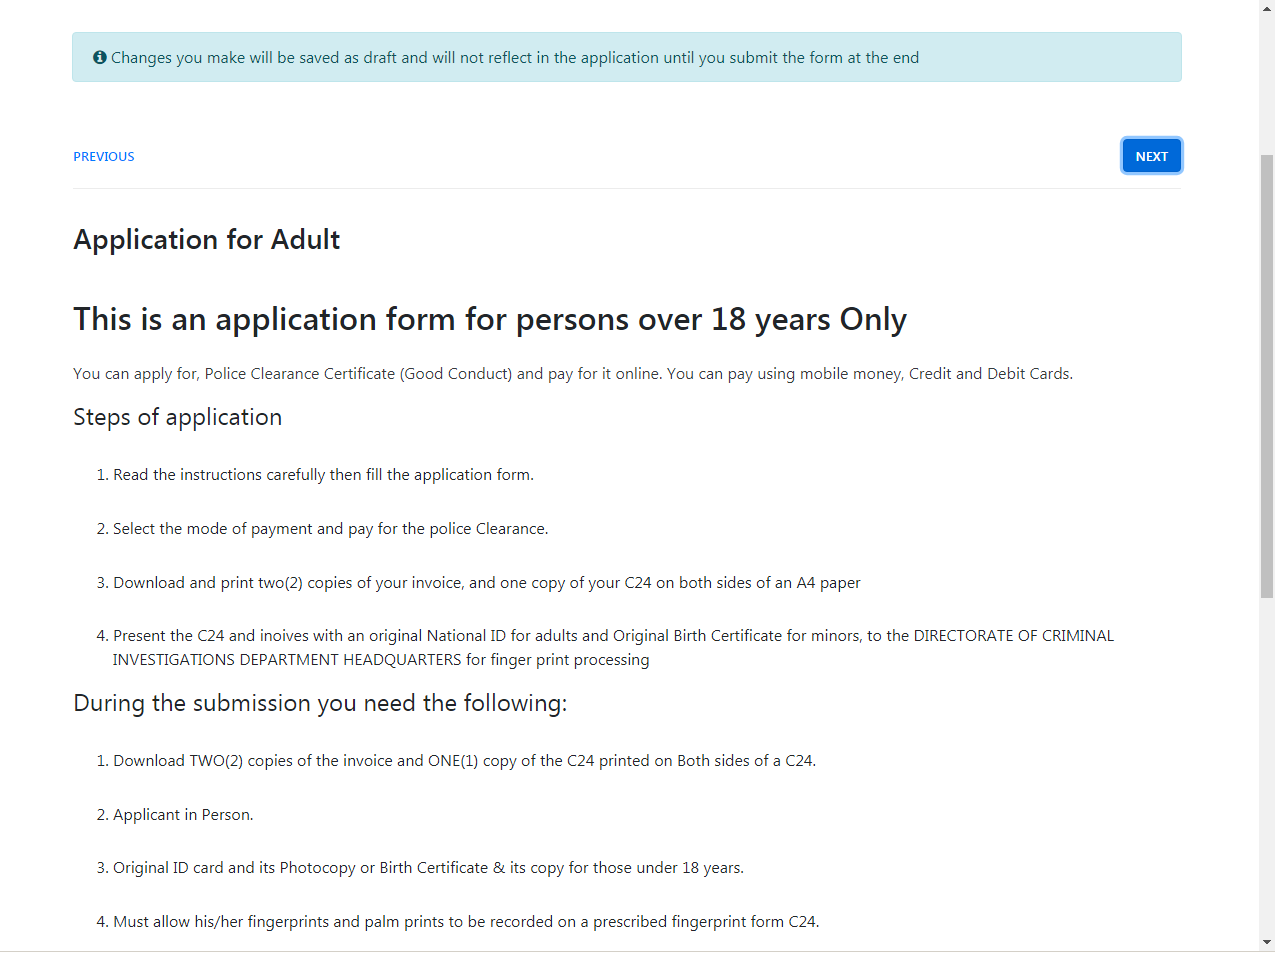 Changes you make will be saved as draft and will not reflect in the application until you submit the form at the end
PREVIOUS
NEXT
Application for Adult
This is an application form for persons over 18 years Only
You can apply for, Police Clearance Certificate (Good Conduct) and pay for it online. You can pay using mobile money, Credit and Debit Cards.
Steps of application
1. Read the instructions carefully then fill the application form.
2. Select the mode of payment and pay for the police Clearance.
3. Download and print two(2) copies of your invoice, and one copy of your C24 on both sides of an A4 paper
4. Present the C24 and inoives with an original National ID for adults and Original Birth Certificate for minors, to the DIRECTORATE OF CRIMINAL
INVESTIGATIONS DEPARTMENT HEADQUARTERS for finger print processing
During the submission you need the following:
1. Download TWO(2) copies of the invoice and ONE(1) copy of the C24 printed on Both sides of a C24.
2. Applicant in Person.
3. Original ID card and its Photocopy or Birth Certificate & its copy for those under 18 years.
4. Must allow his/her fingerprints and palm prints to be recorded on a prescribed fingerprint form C24.